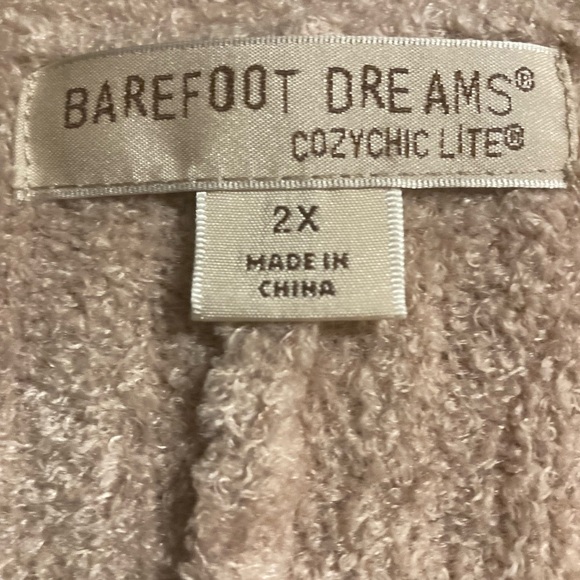 BAREFOOT DREAMS®
COZYCHIC LITE®
2X
MADE IN
CHINA